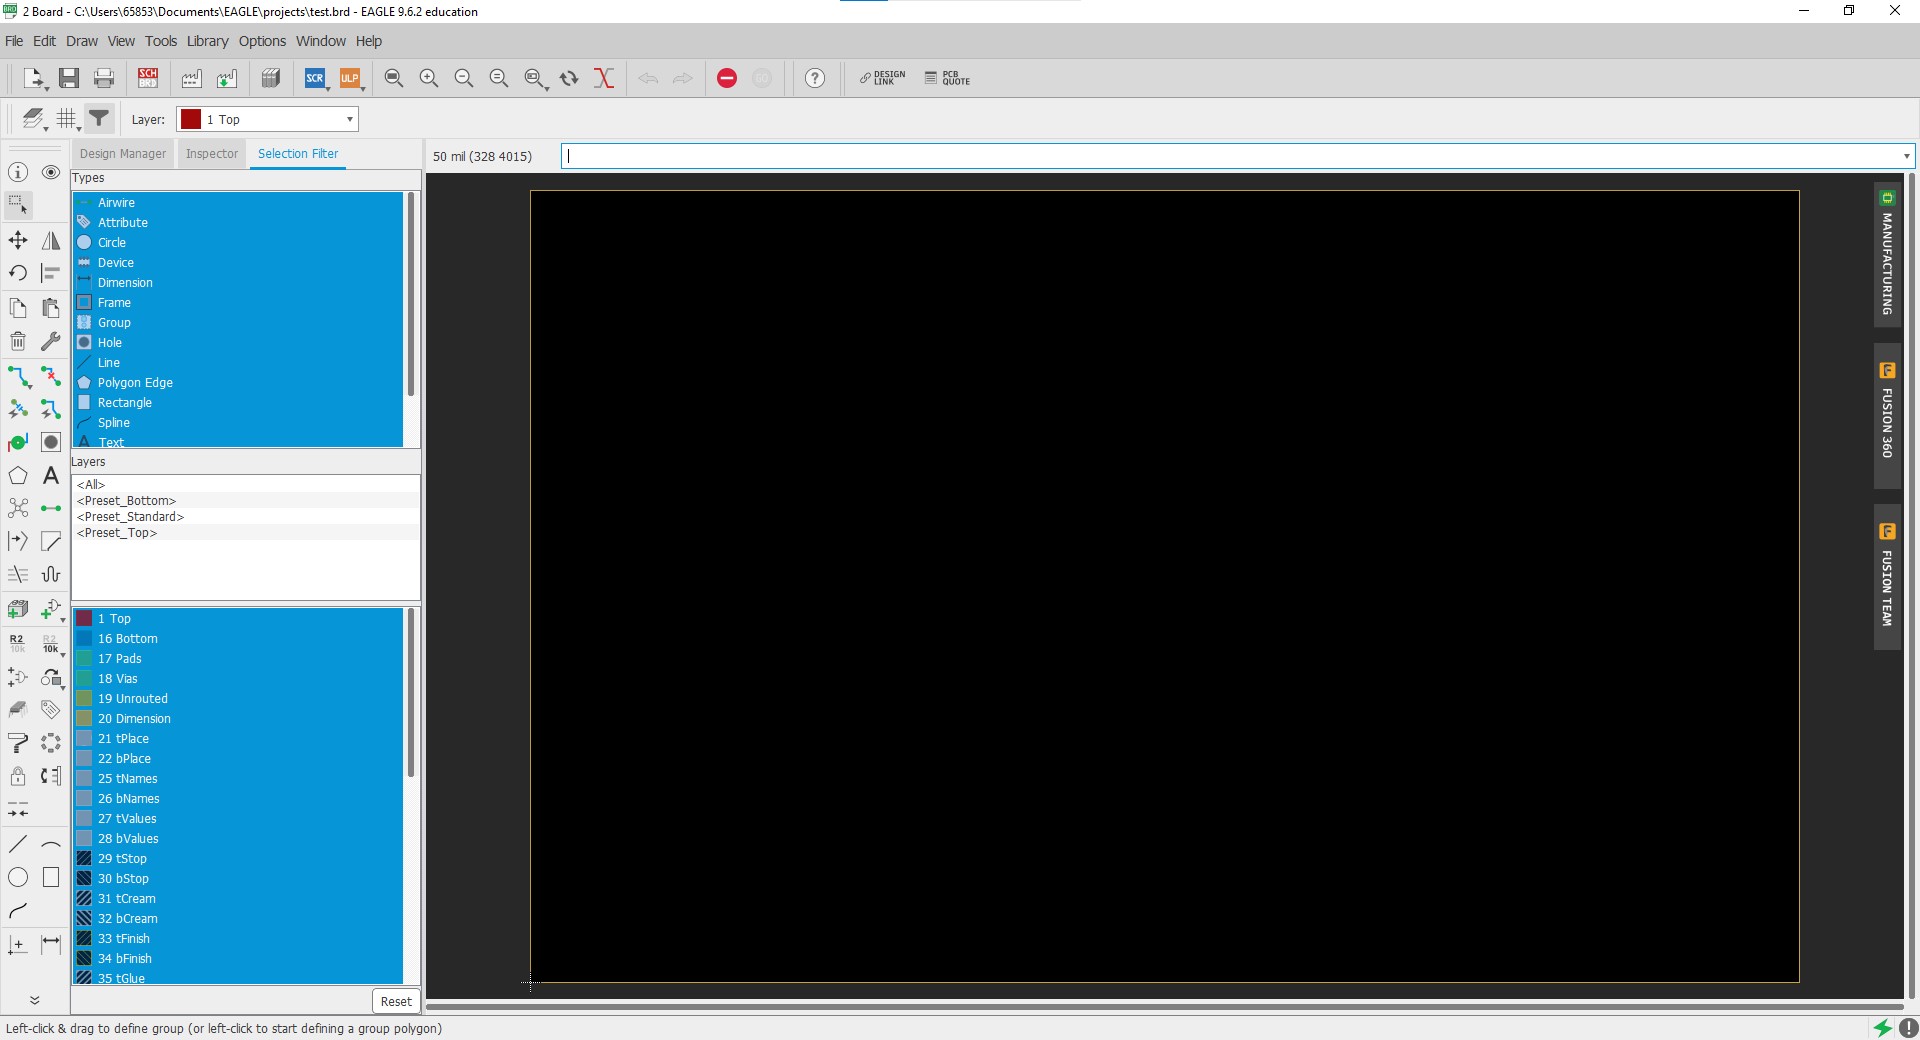 2 Board - C:\Users\65853\Documents\EAGLE\projects\test.brd - EAGLE 9.6.2 education
File Edit Draw View Tools Library Options Window Help
SCH BRD SCR ULP GO DESIGN LINK PCB QUOTE
Layer: 1 Top
Design Manager Inspector Selection Filter
50 mil (328 4015)
Types
Airwire
Attribute
Circle
Device
Dimension
Frame
Group
Hole
Line
Polygon Edge
Rectangle
Spline
Text
Layers
<All>
<Preset_Bottom>
<Preset_Standard>
<Preset_Top>
1 Top
16 Bottom
17 Pads
18 Vias
19 Unrouted
20 Dimension
21 tPlace
22 bPlace
25 tNames
26 bNames
27 tValues
28 bValues
29 tStop
30 bStop
31 tCream
32 bCream
33 tFinish
34 bFinish
35 tGlue
Reset
R2 10k
R2 10k
MANUFACTURING
FUSION 360
FUSION TEAM
Left-click & drag to define group (or left-click to start defining a group polygon)